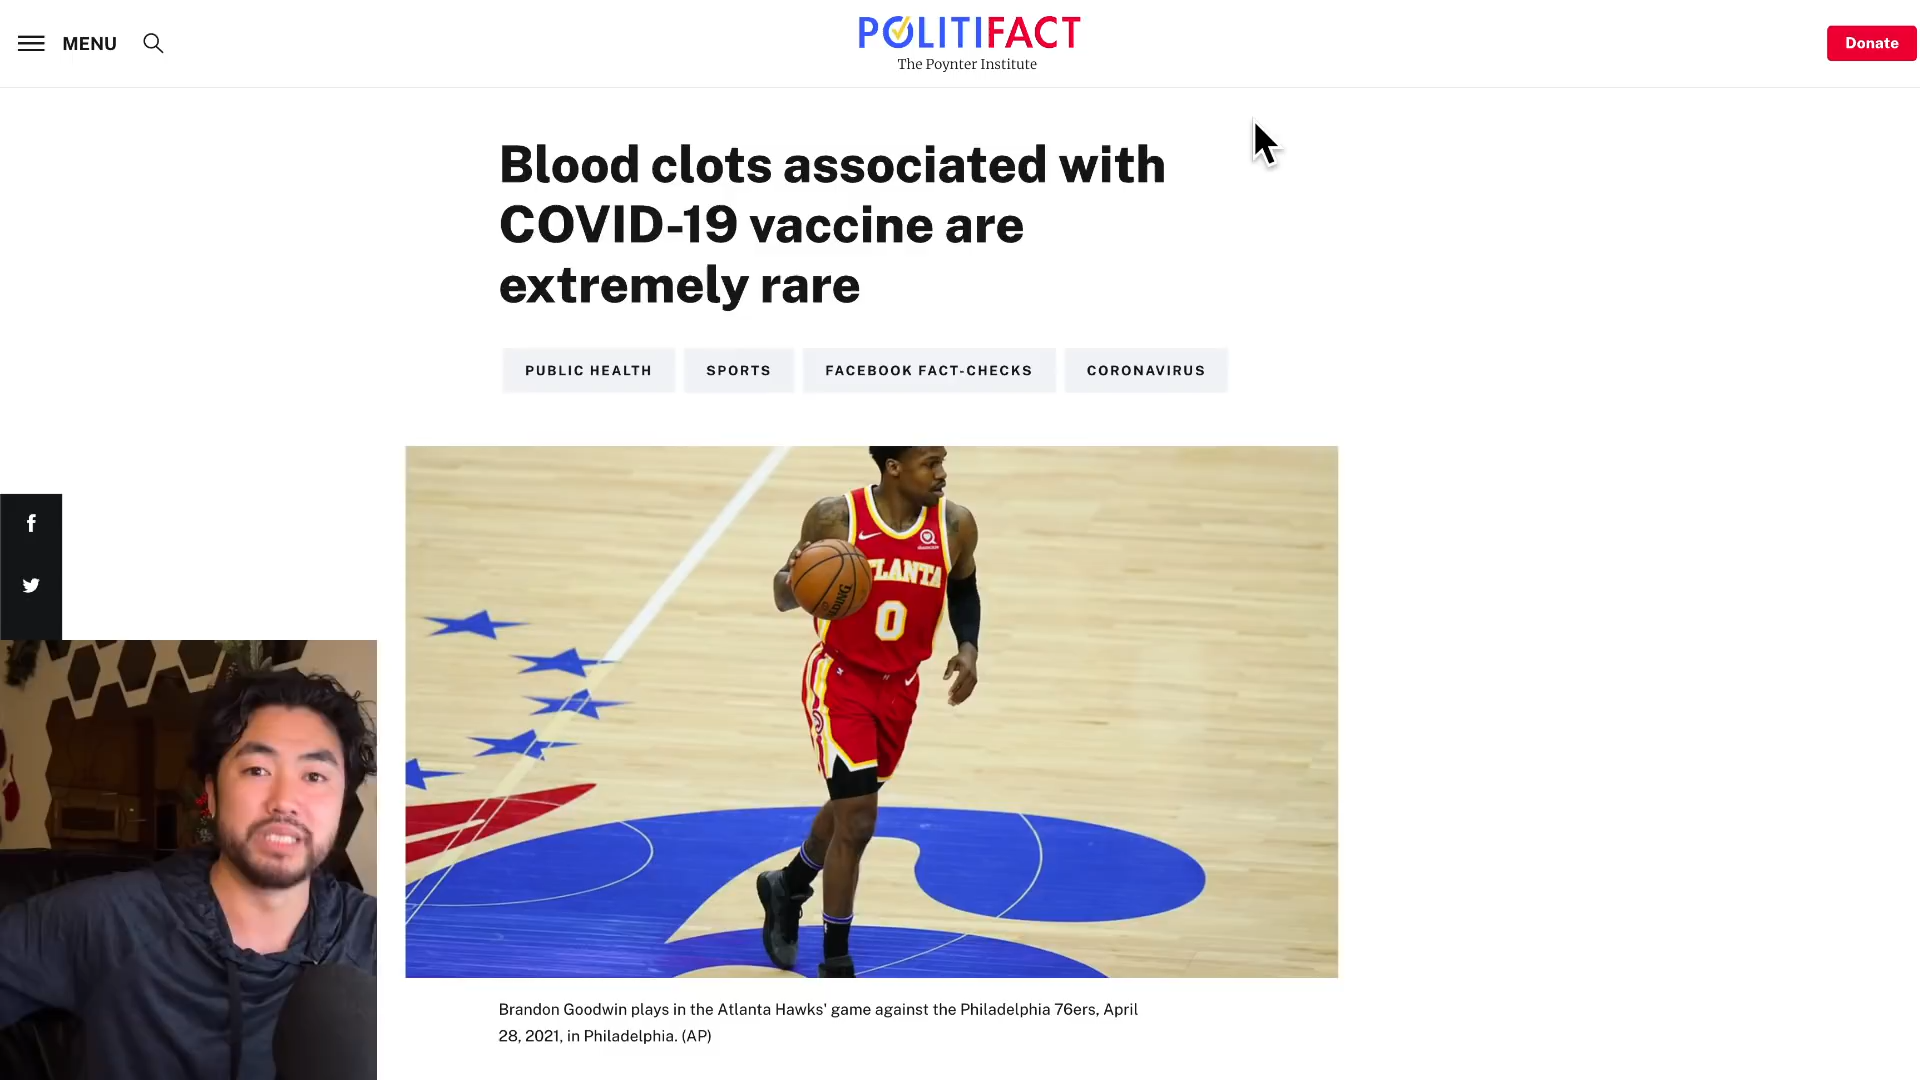 MENU
POLITIFACT
The Poynter Institute
Donate
Blood clots associated with
COVID-19 vaccine are
extremely rare
PUBLIC HEALTH
SPORTS
FACEBOOK FACT-CHECKS
CORONAVIRUS
SPALDING
TLANTA
0
Brandon Goodwin plays in the Atlanta Hawks' game against the Philadelphia 76ers, April
28, 2021, in Philadelphia. (AP)